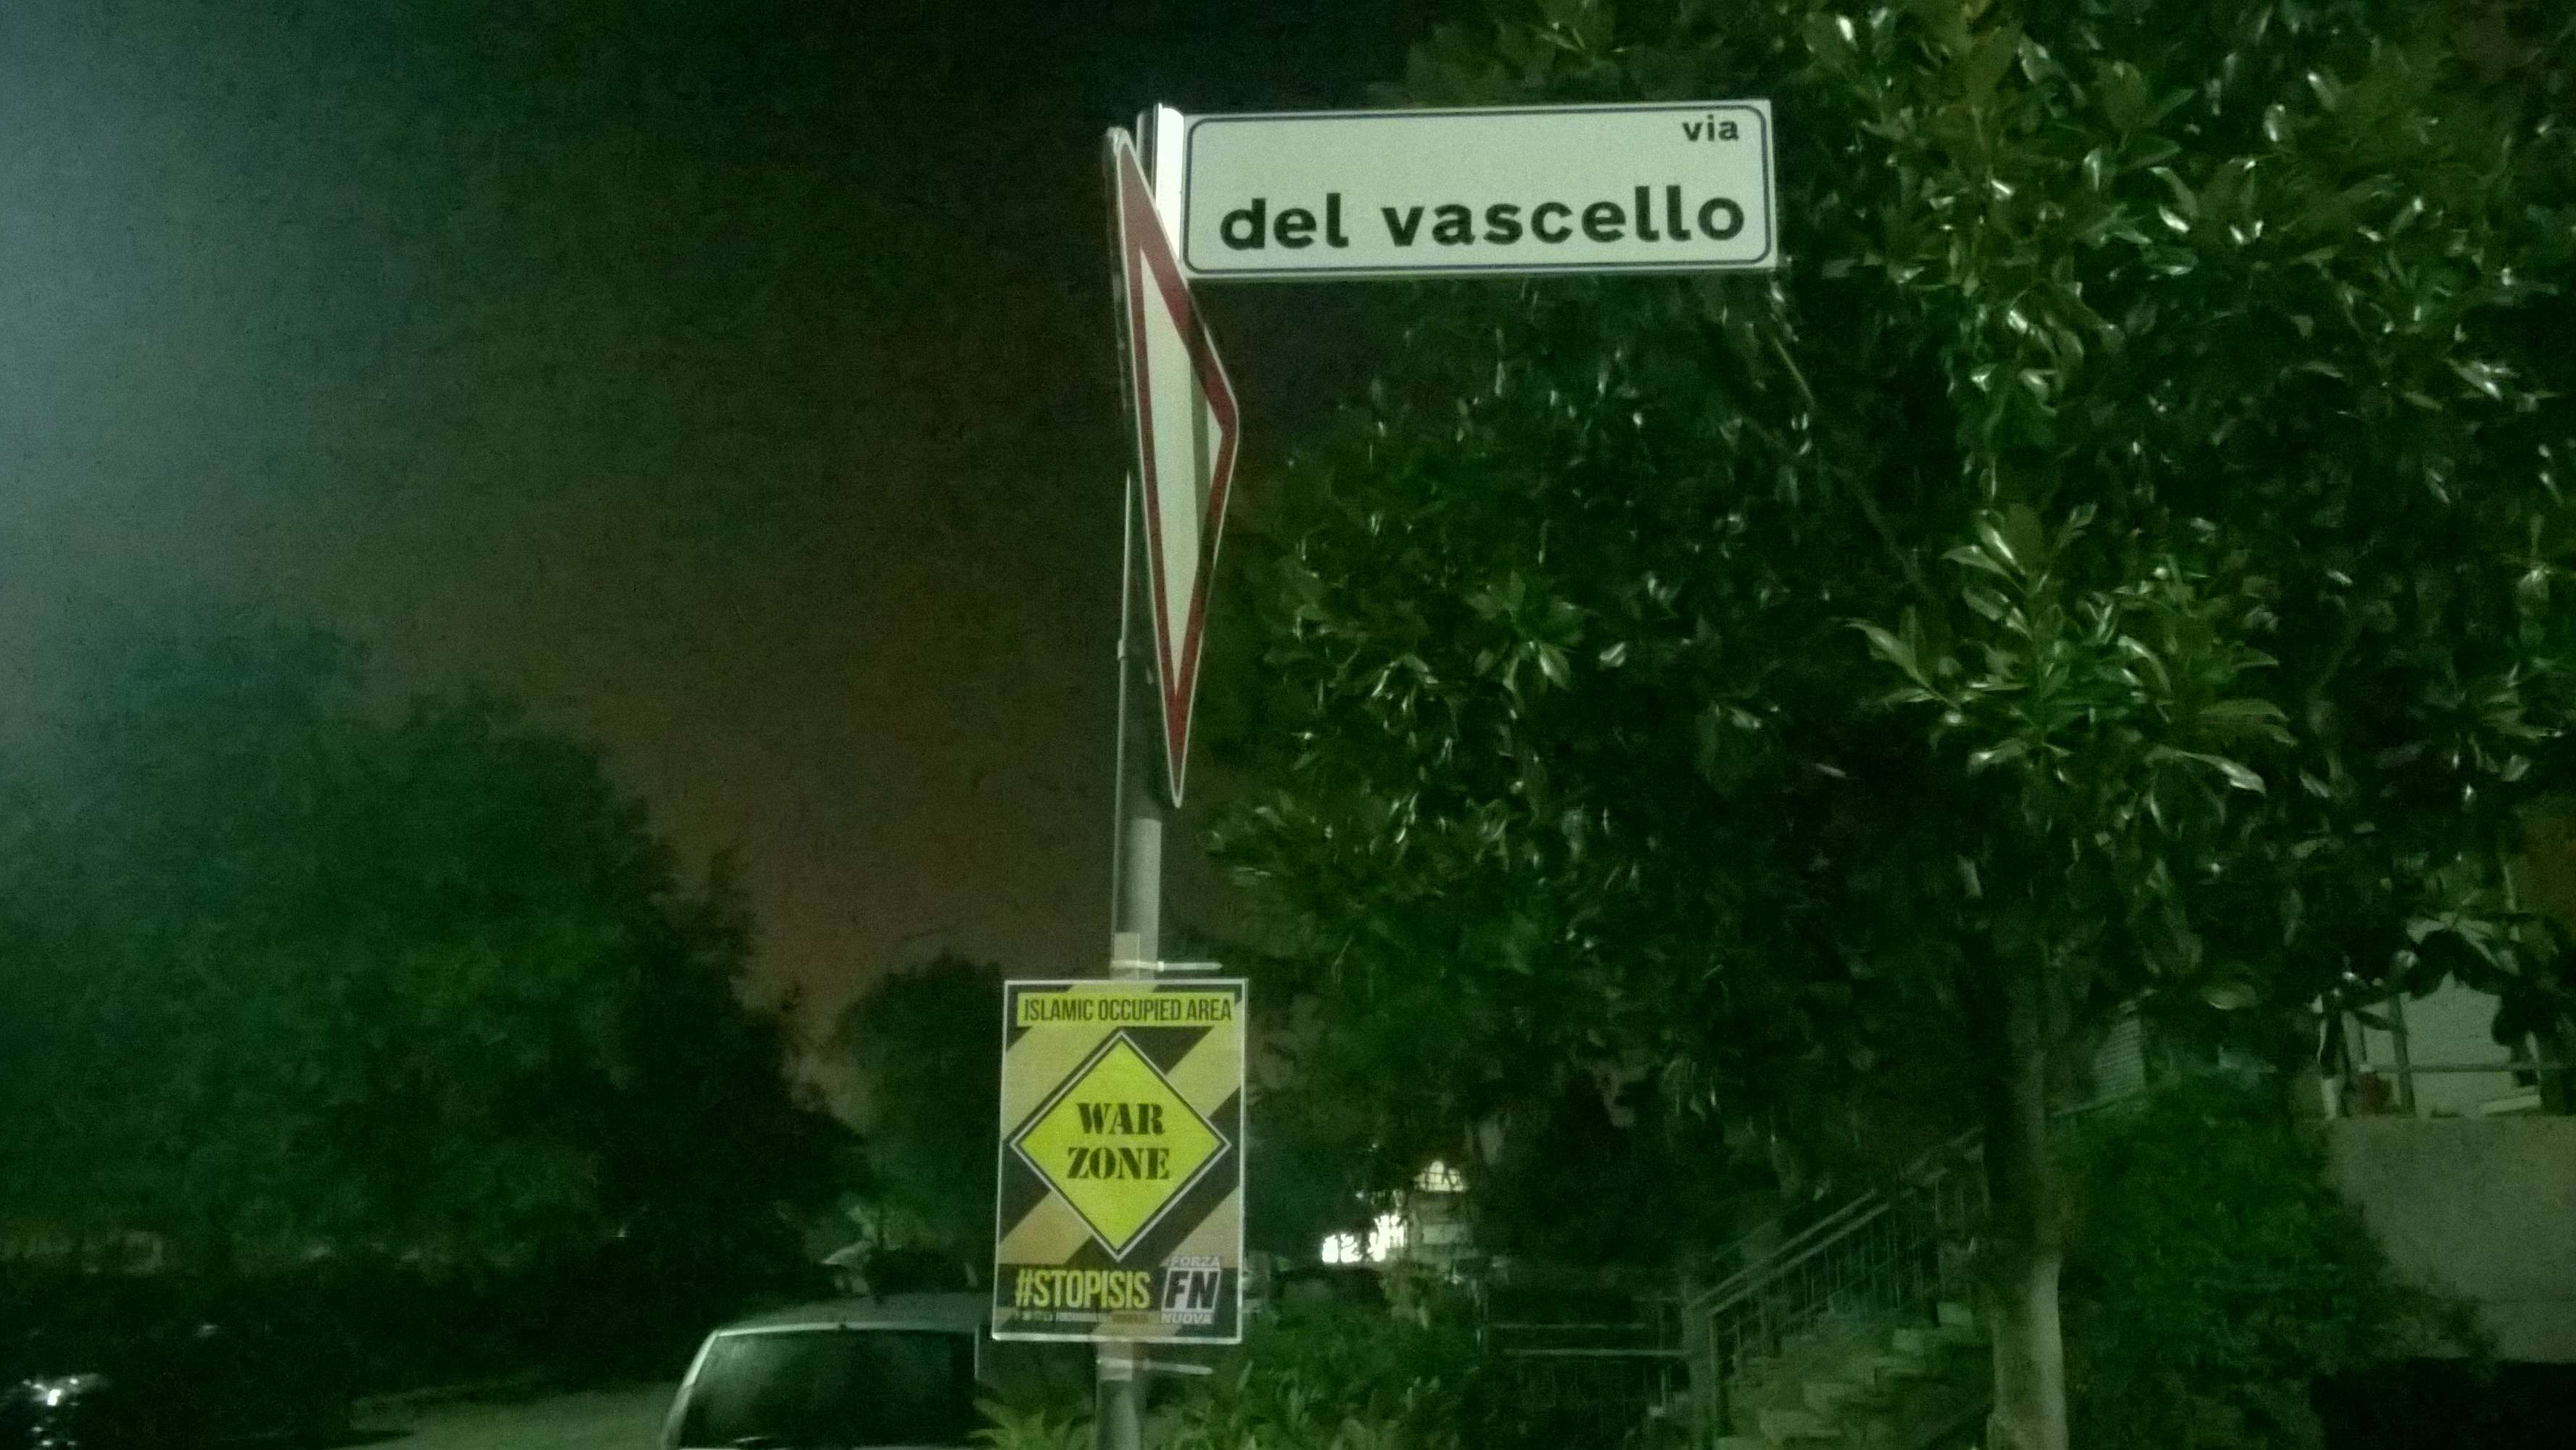 via
del vascello
ISLAMIC OCCUPIED AREA
WAR
ZONE
#STOPISIS
FORZA
FN
NUOVA